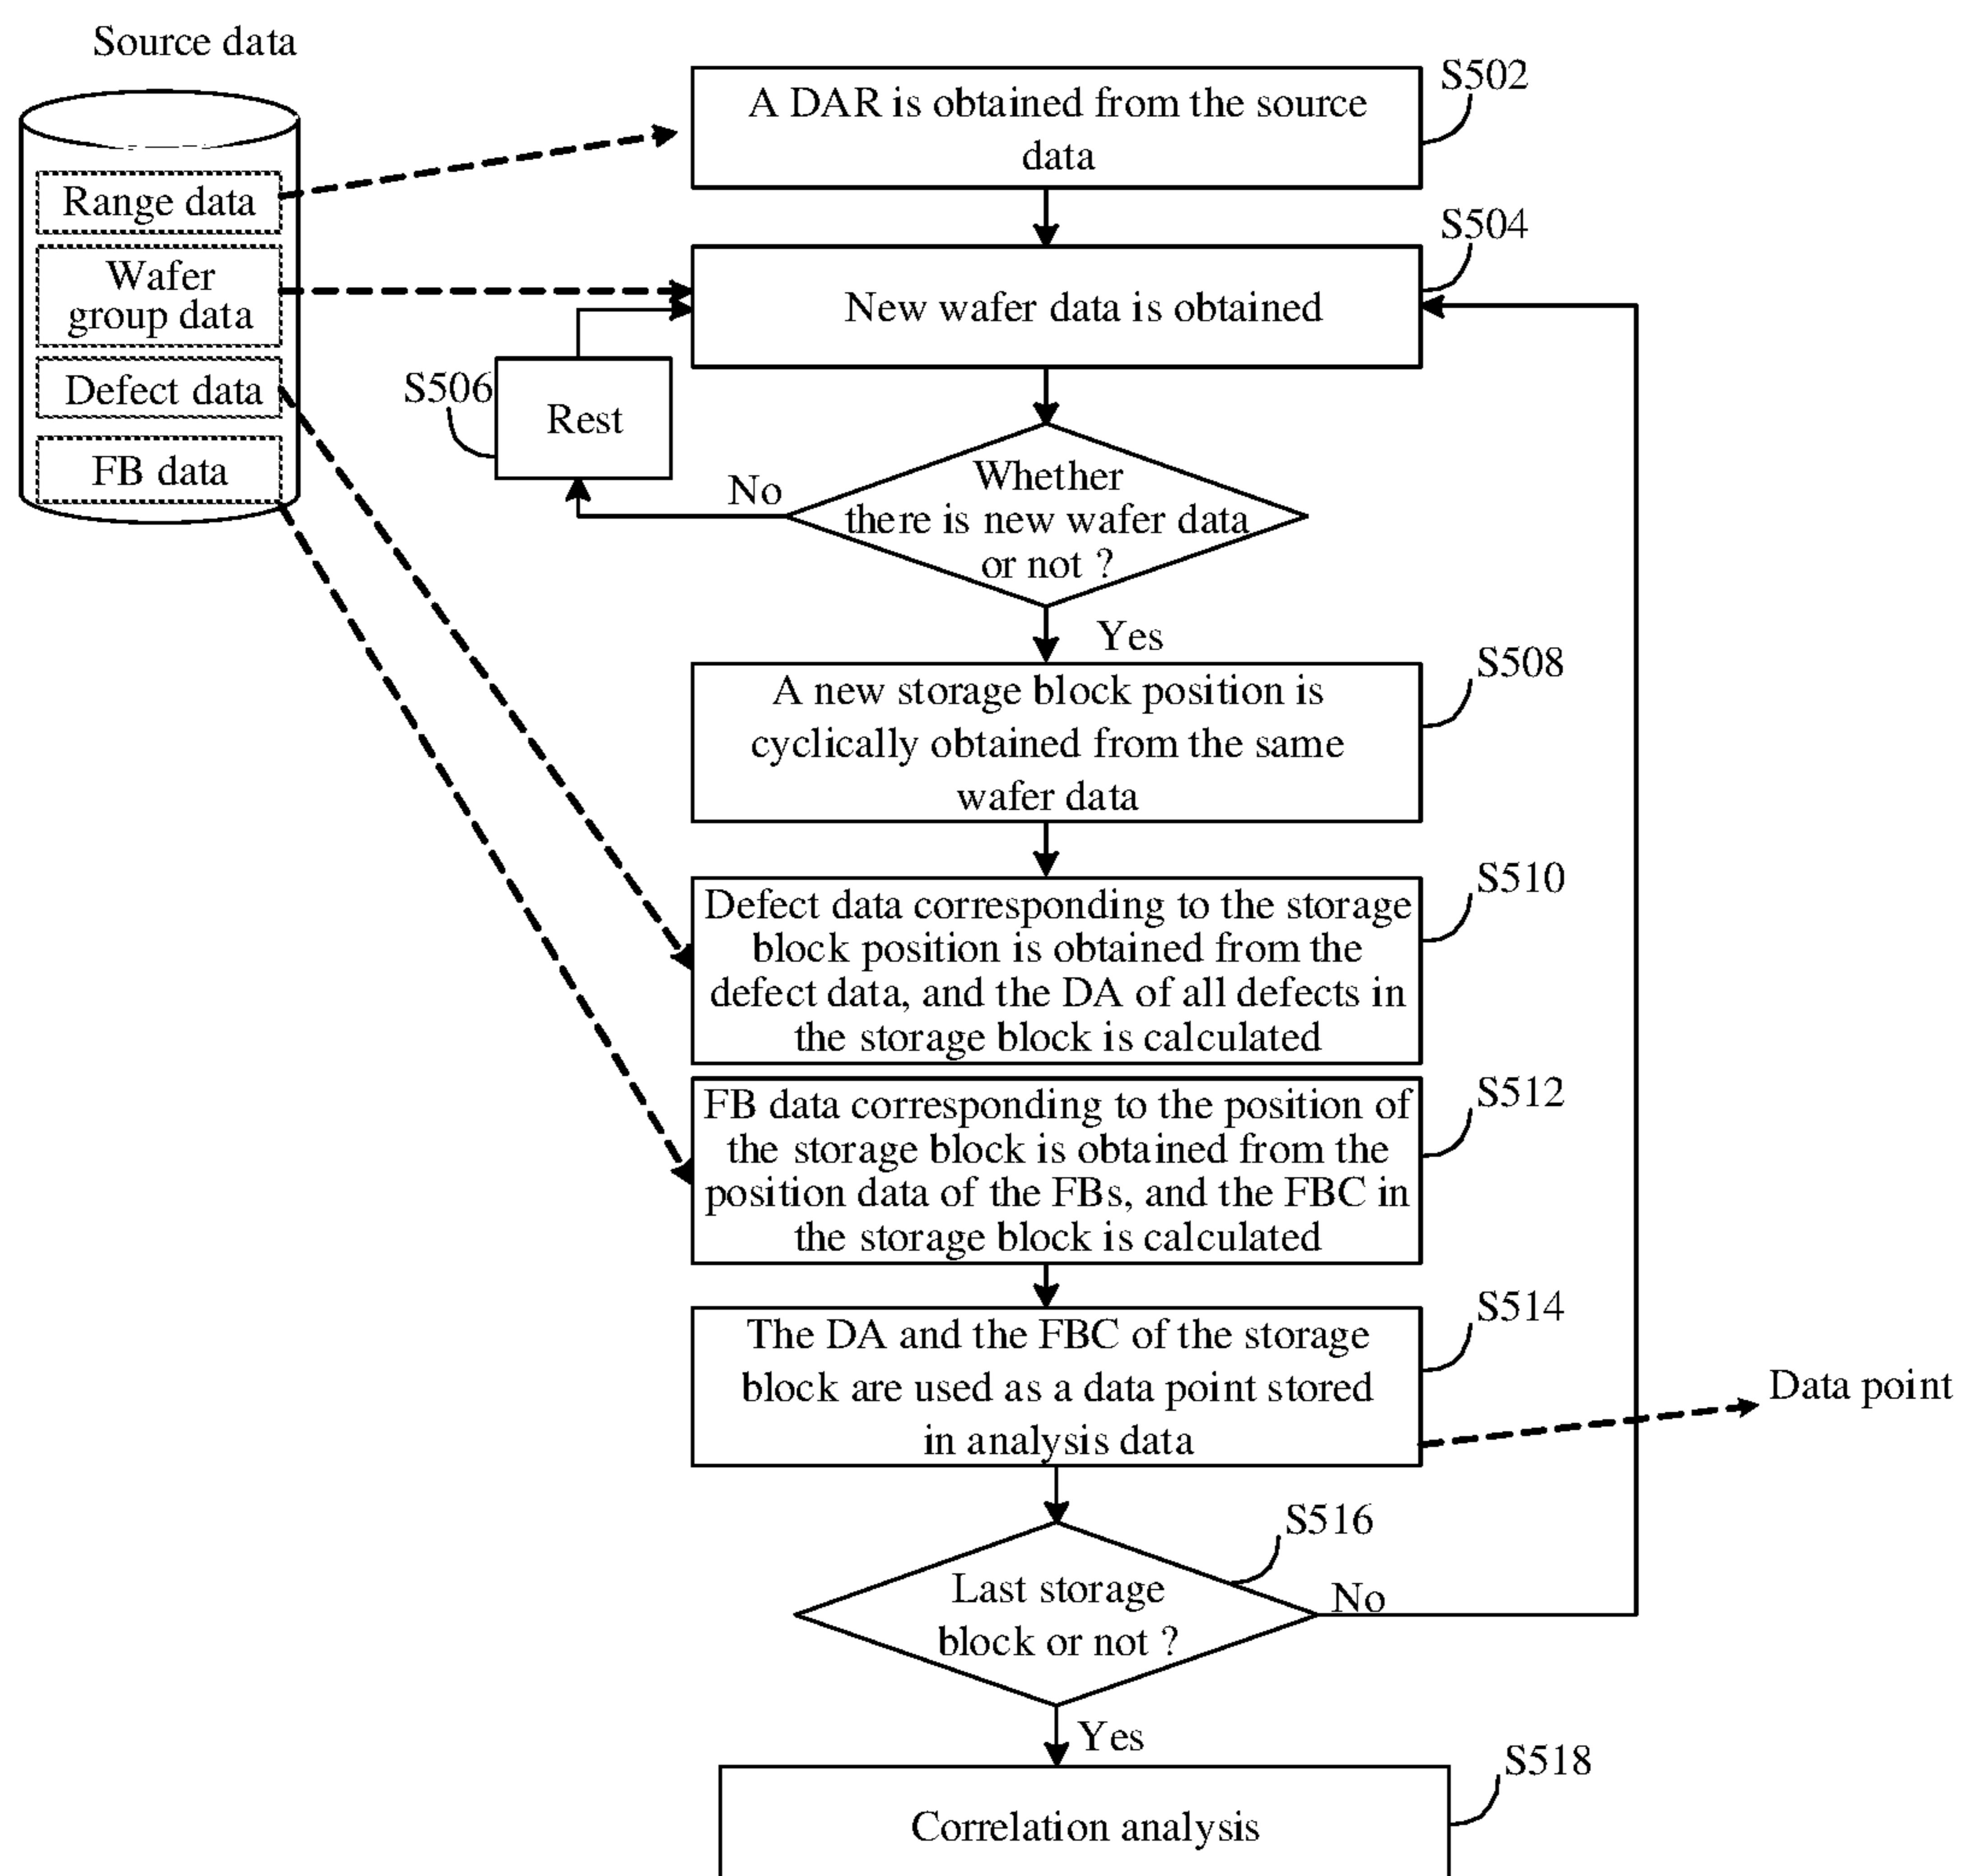 Source data
Range data
Wafer
group data
Defect data
FB data
S502
A DAR is obtained from the source
data
S504
New wafer data is obtained
S506
Rest
Whether
there is new wafer data
or not ?
No
Yes
S508
A new storage block position is
cyclically obtained from the same
wafer data
S510
Defect data corresponding to the storage
block position is obtained from the
defect data, and the DA of all defects in
the storage block is calculated
S512
FB data corresponding to the position of
the storage block is obtained from the
position data of the FBs, and the FBC in
the storage block is calculated
S514
The DA and the FBC of the storage
block are used as a data point stored
in analysis data
Data point
S516
Last storage
block or not ?
No
Yes
S518
Correlation analysis